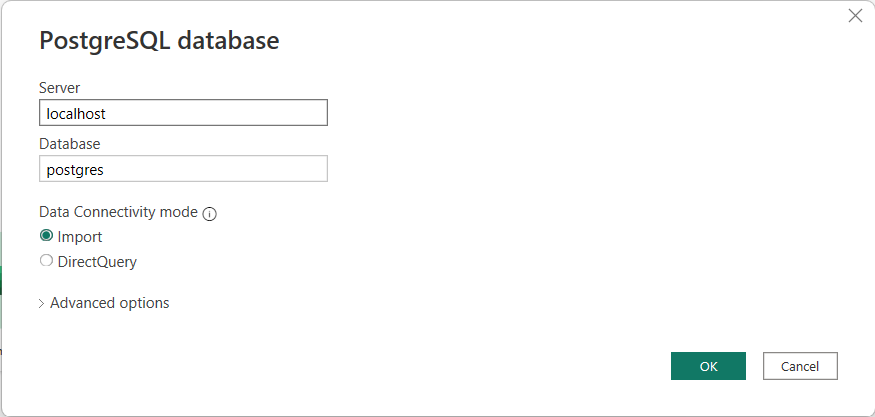 PostgreSQL database
Server
localhost
Database
postgres
Data Connectivity mode
Import
DirectQuery
Advanced options
OK
Cancel